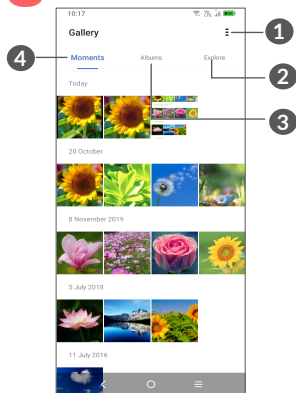 10:17
Gallery
1
4
Moments
Albums
Explore
2
Today
3
20 October
8 November 2019
5 July 2018
11 July 2016